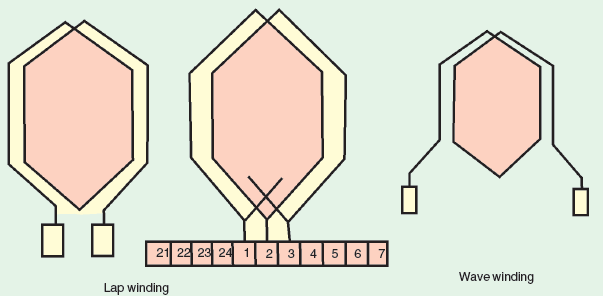 21 22 23 24 1 2 3 4 5 6 7
Lap winding
Wave winding